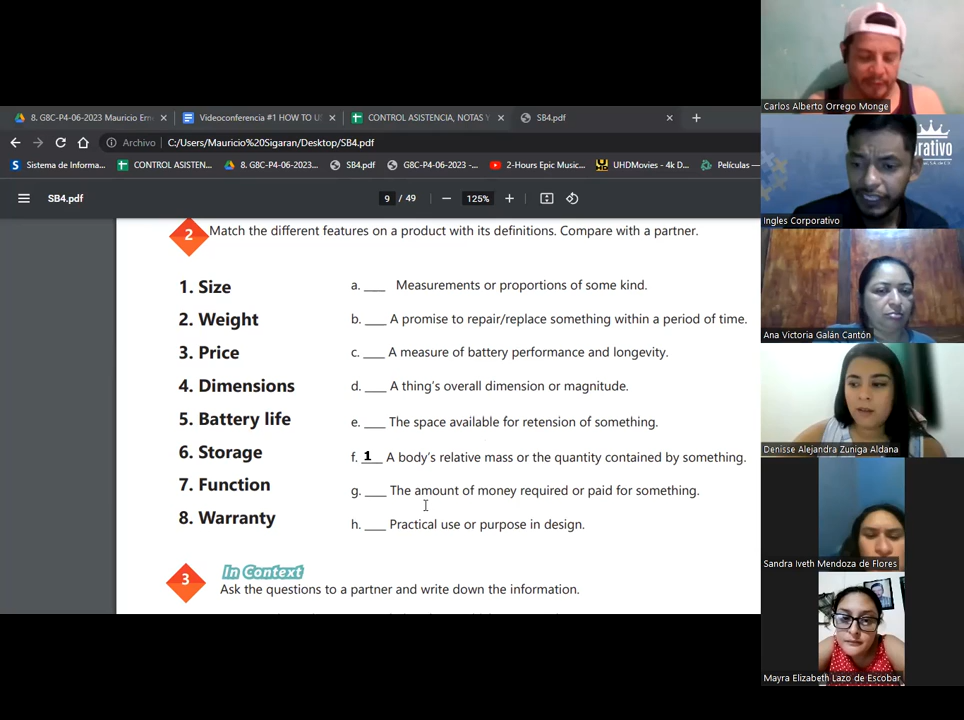 8. G8C-P4-06-2023 Mauricio Ern
Videoconferencia #1 HOW TO U
CONTROL ASISTENCIA, NOTAS Y
SB4.pdf
Archivo
C:/Users/Mauricio%20Sigaran/Desktop/SB4.pdf
Sistema de Informa...
CONTROL ASISTEN...
8. G8C-P4-06-2023...
SB4.pdf
G8C-P4-06-2023 -...
2-Hours Epic Music...
UHDMovies - 4k D...
Películas
SB4.pdf
9 / 49
125%
2
Match the different features on a product with its definitions. Compare with a partner.
1. Size
a. ____ Measurements or proportions of some kind.
2. Weight
b. ___ A promise to repair/replace something within a period of time.
3. Price
c. ___ A measure of battery performance and longevity.
4. Dimensions
d. ___ A thing's overall dimension or magnitude.
5. Battery life
e. ___ The space available for retention of something.
6. Storage
f. 1 A body's relative mass or the quantity contained by something.
7. Function
g. ___ The amount of money required or paid for something.
8. Warranty
h. ___ Practical use or purpose in design.
3
In Context
Ask the questions to a partner and write down the information.
Carlos Alberto Orrego Monge
orativo
Ingles Corporativo
Ana Victoria Galán Cantón
Denisse Alejandra Zuniga Aldana
Sandra Iveth Mendoza de Flores
Mayra Elizabeth Lazo de Escobar